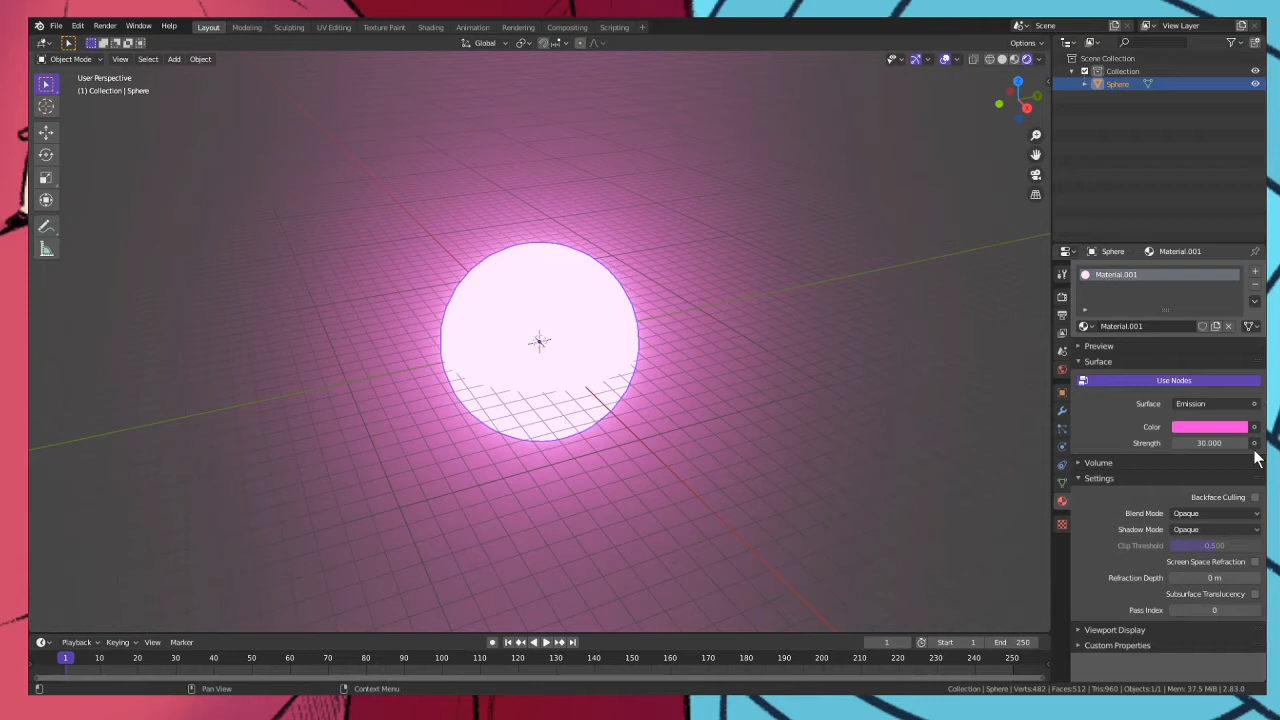 File Edit Render Window Help Layout Modeling Sculpting UV Editing Texture Paint Shading Animation Rendering Compositing Scripting + Scene View Layer
Global Options
Object Mode View Select Add Object
Scene Collection
Collection
Sphere
User Perspective
(1) Collection | Sphere
Z
Y
X
Sphere Material.001
Material.001
Material.001
Preview
Surface
Use Nodes
Surface Emission
Color
Strength 30.000
Volume
Settings
Backface Culling
Blend Mode Opaque
Shadow Mode Opaque
Clip Threshold 0.500
Screen Space Refraction
Refraction Depth 0 m
Subsurface Translucency
Pass Index 0
Viewport Display
Custom Properties
Playback Keying View Marker 1 Start 1 End 250
1 10 20 30 40 50 60 70 80 90 100 110 120 130 140 150 160 170 180 190 200 210 220 230 240 250
Pan View Context Menu Collection | Sphere | Verts:482 | Faces:512 | Tris:960 | Objects:1/1 | Mem: 37.5 MiB | 2.83.0